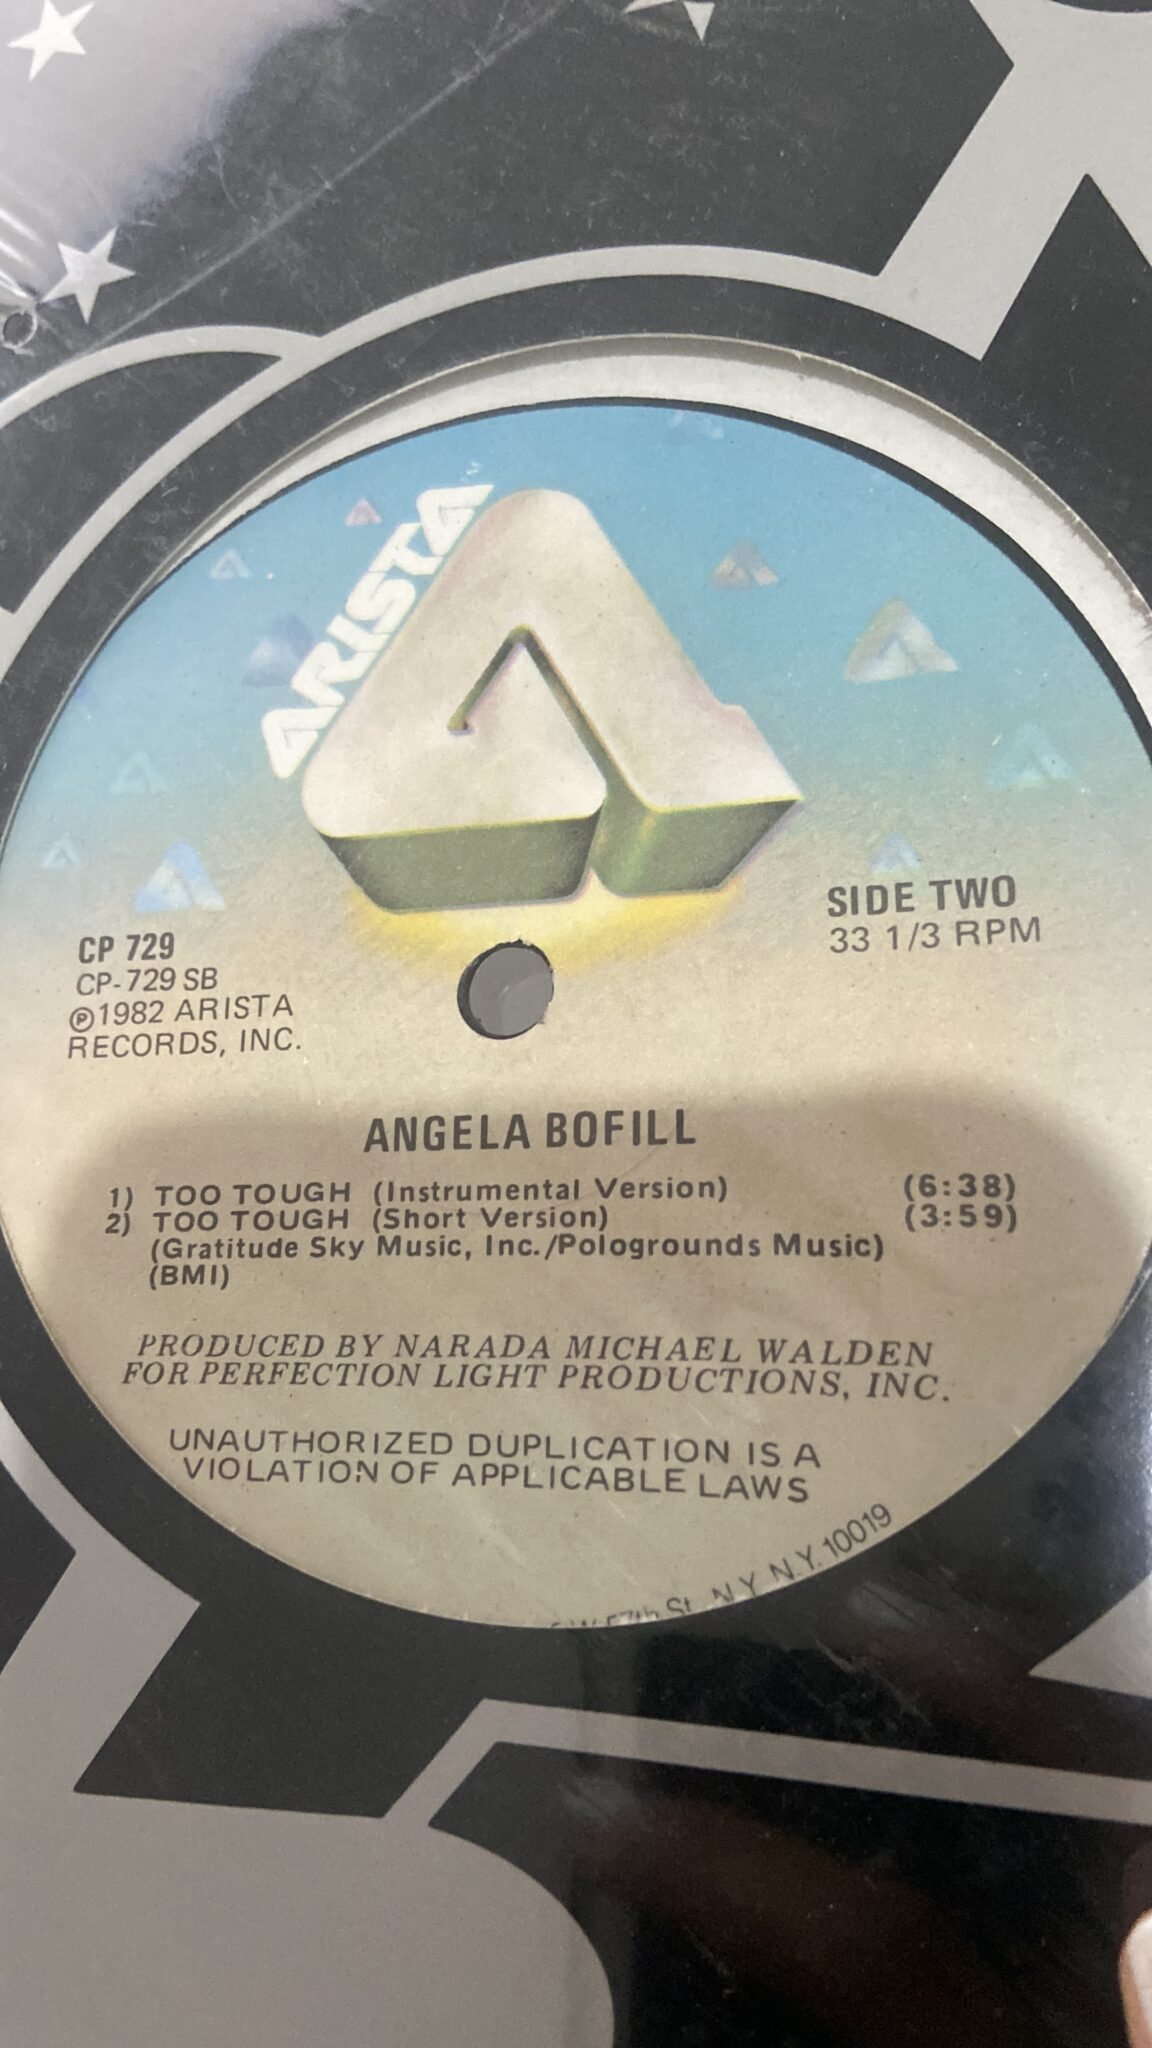 ARISTA
SIDE TWO
33 1/3 RPM
CP 729
CP-729 SB
℗1982 ARISTA
RECORDS, INC.
ANGELA BOFILL
1) TOO TOUGH (Instrumental Version) (6:38)
2) TOO TOUGH (Short Version) (3:59)
(Gratitude Sky Music, Inc./Pologrounds Music)
(BMI)
PRODUCED BY NARADA MICHAEL WALDEN
FOR PERFECTION LIGHT PRODUCTIONS, INC.
UNAUTHORIZED DUPLICATION IS A
VIOLATION OF APPLICABLE LAWS
57th St., N.Y. N.Y. 10019